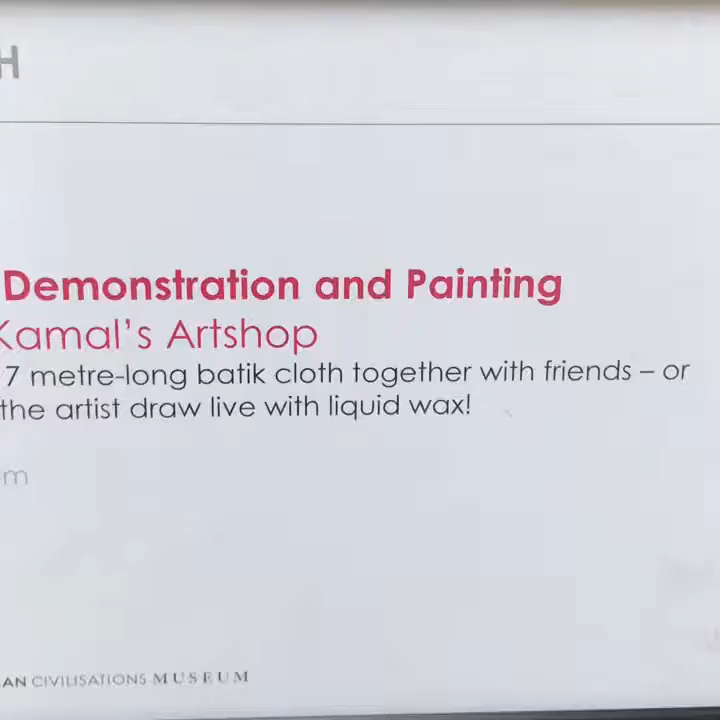 H
Demonstration and Painting
Kamal's Artshop
7 metre-long batik cloth together with friends – or
the artist draw live with liquid wax!
m
AN CIVILISATIONS MUSEUM